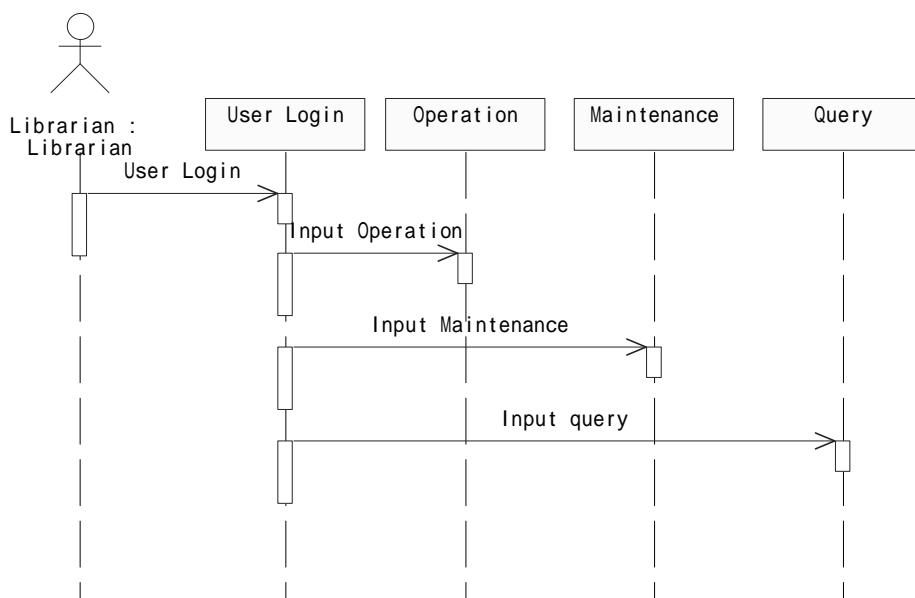 User Login
Operation
Maintenance
Query
Librarian :
Librarian
User Login
Input Operation
Input Maintenance
Input query